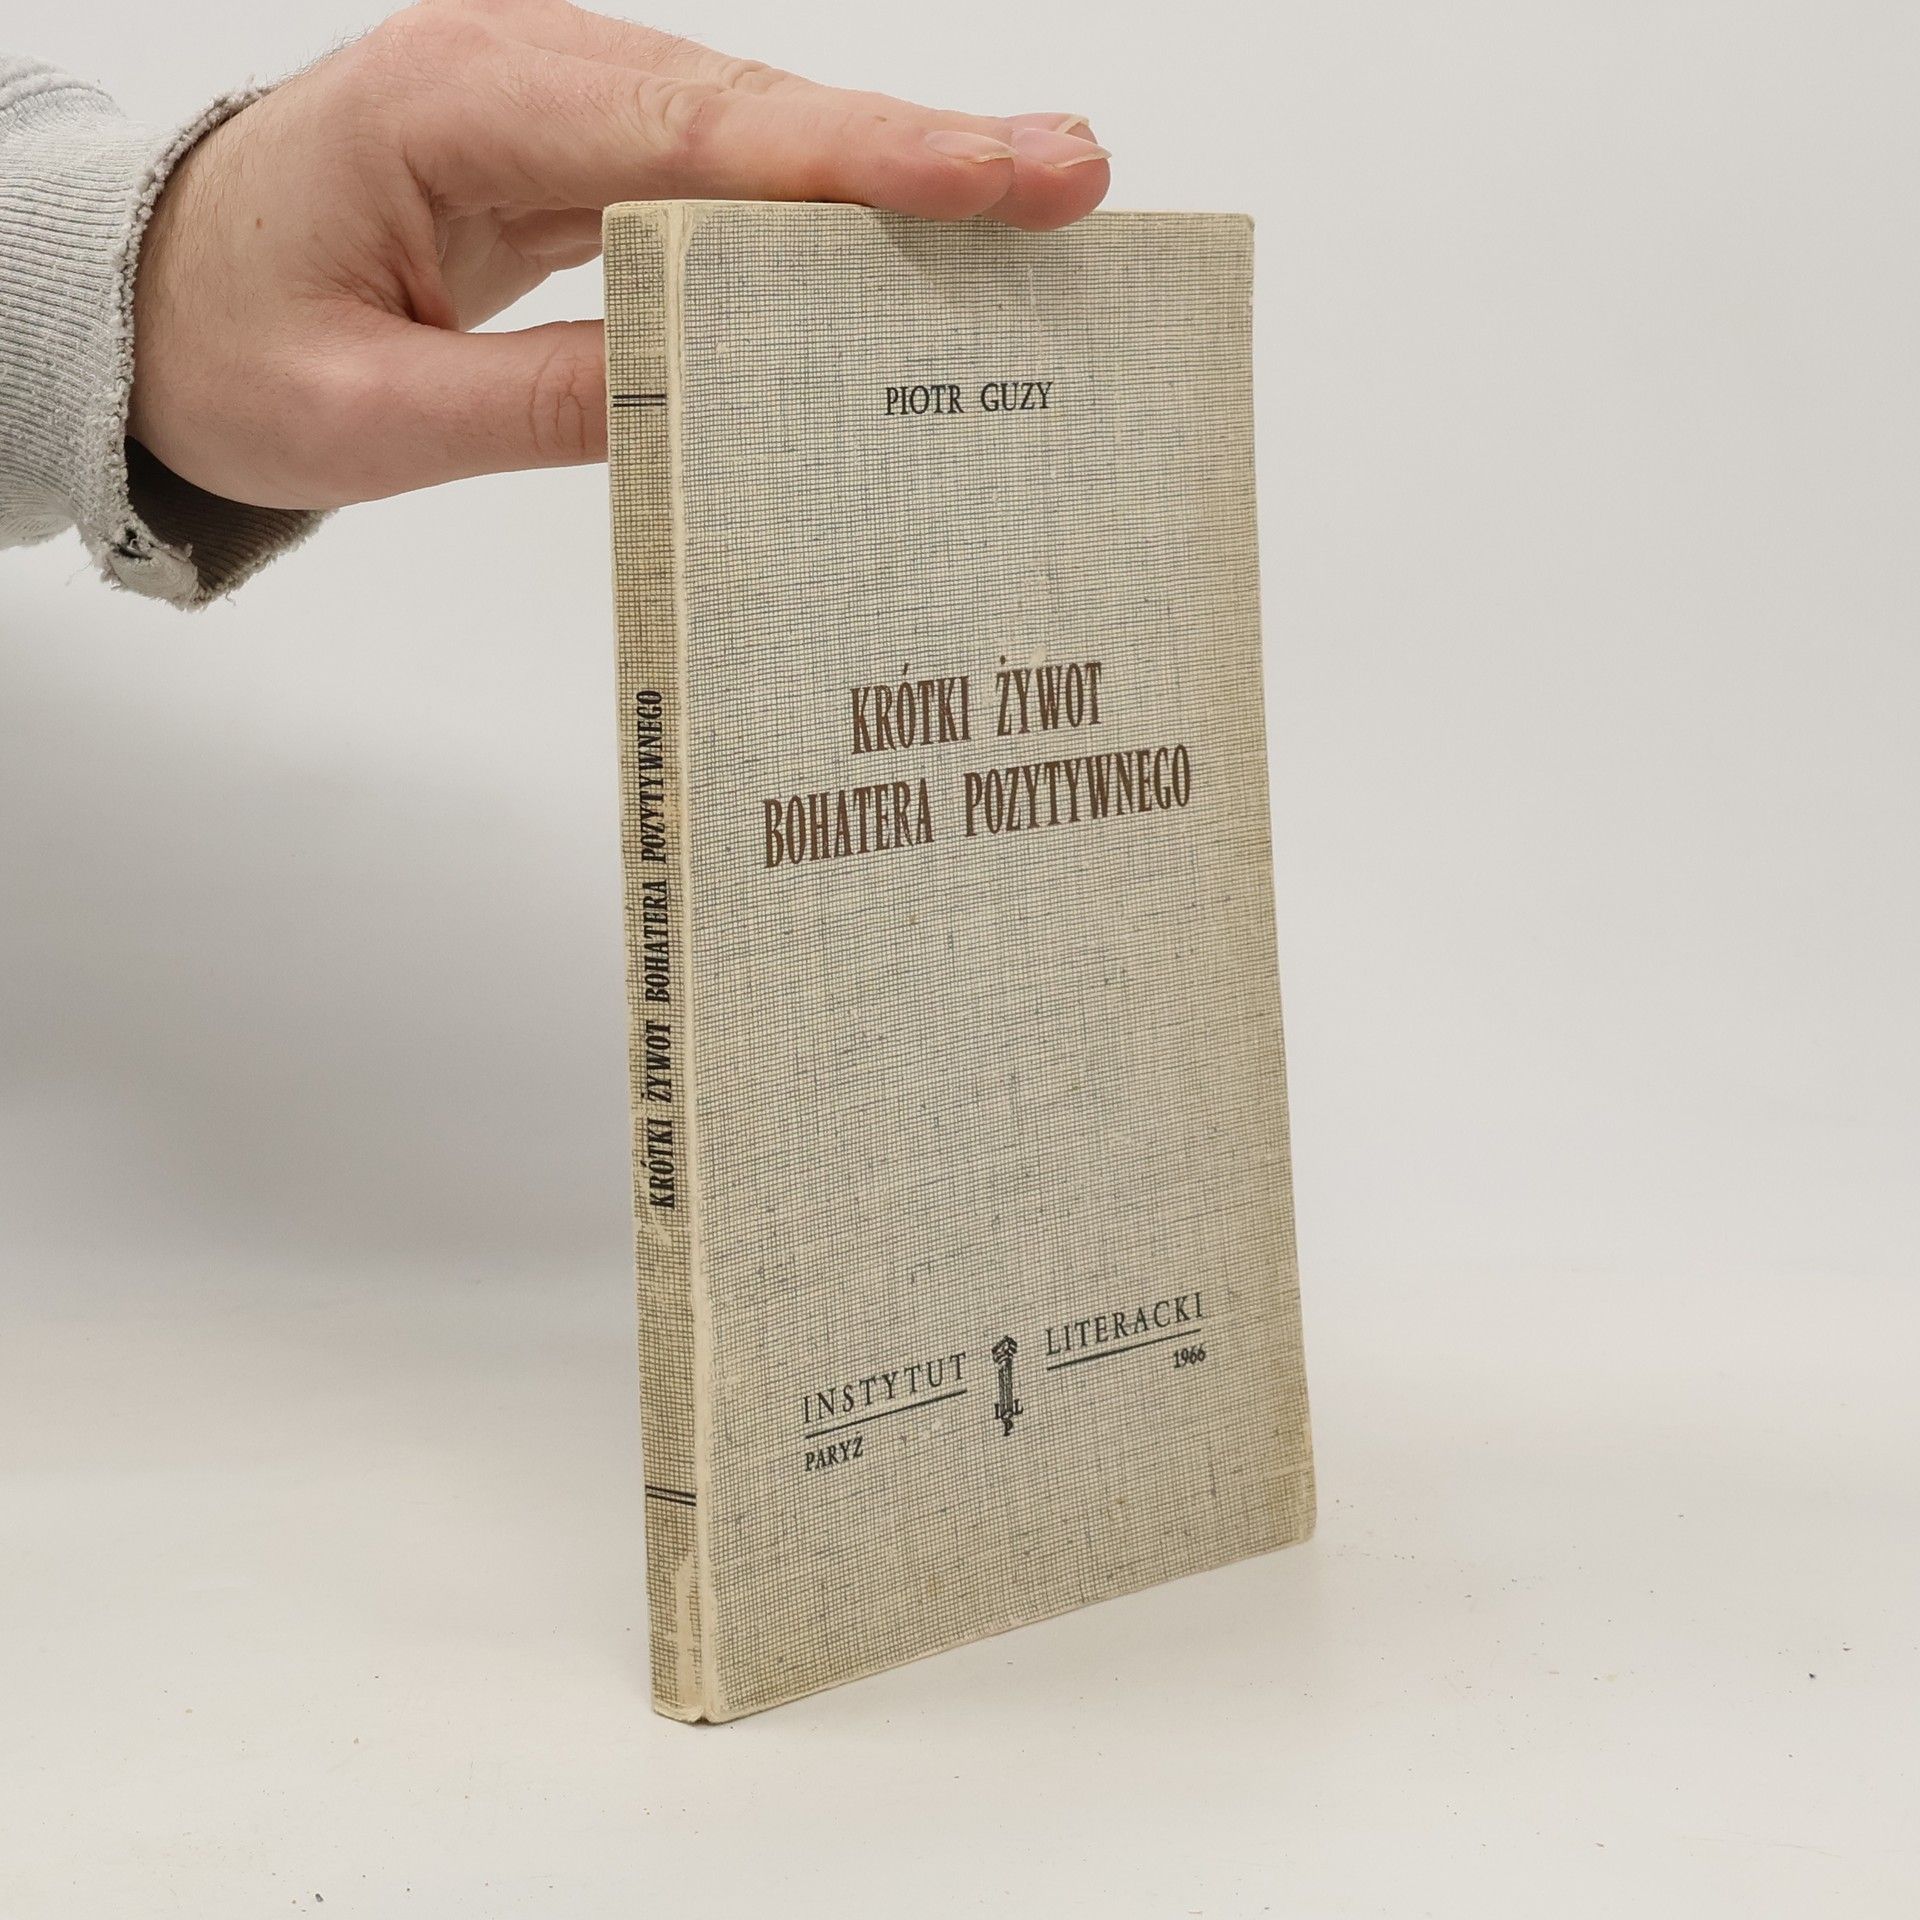 PIOTR GUZY
KRÓTKI ŻYWOT
BOHATERA POZYTYWNEGO
INSTYTUT LITERACKI
PARYŻ 1966
I L
P
KRÓTKI ŻYWOT BOHATERA POZYTYWNEGO